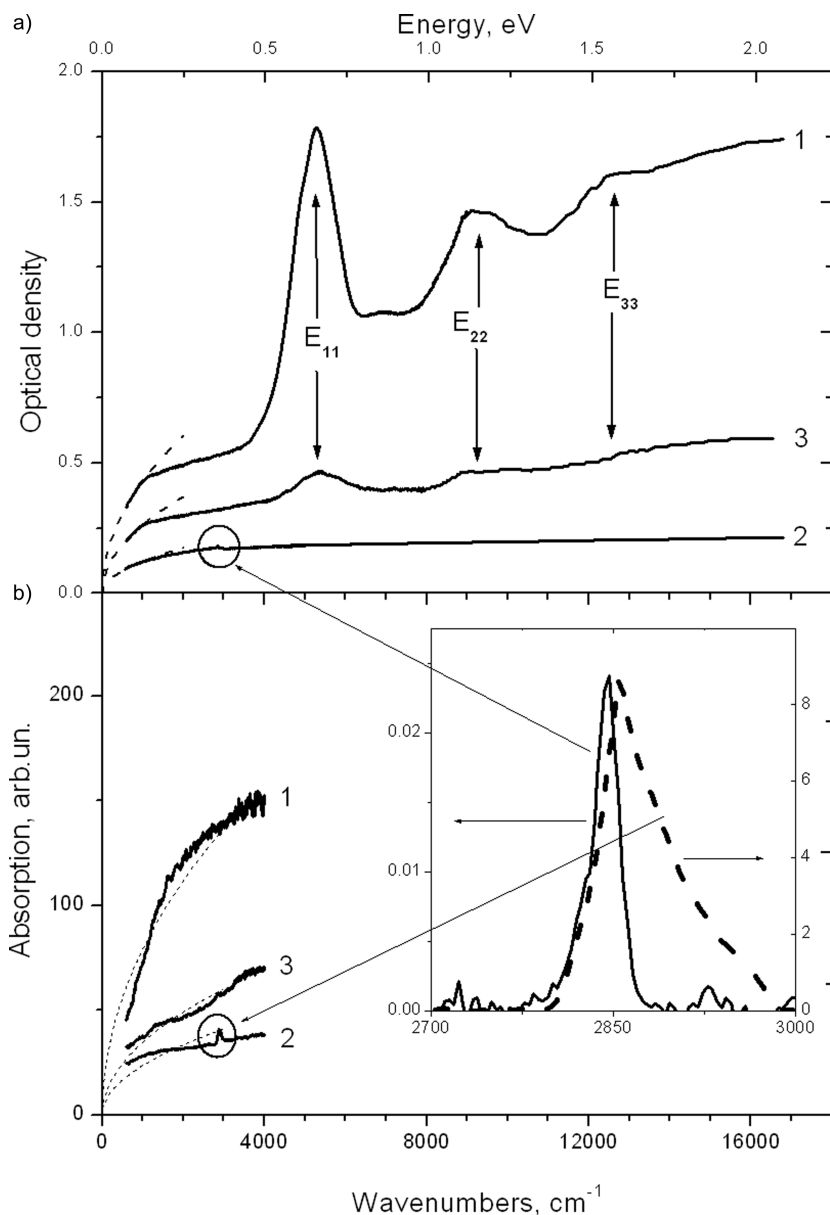 a)
Energy, eV
0.0 0.5 1.0 1.5 2.0
2.0
1.5
1.0
0.5
0.0
Optical density
1
3
2
E11
E22
E33
b)
200
100
0
Absorption, arb.un.
1
3
2
0.02
0.01
0.00
8
6
4
2
0
2700 2850 3000
0 4000 8000 12000 16000
Wavenumbers, cm-1